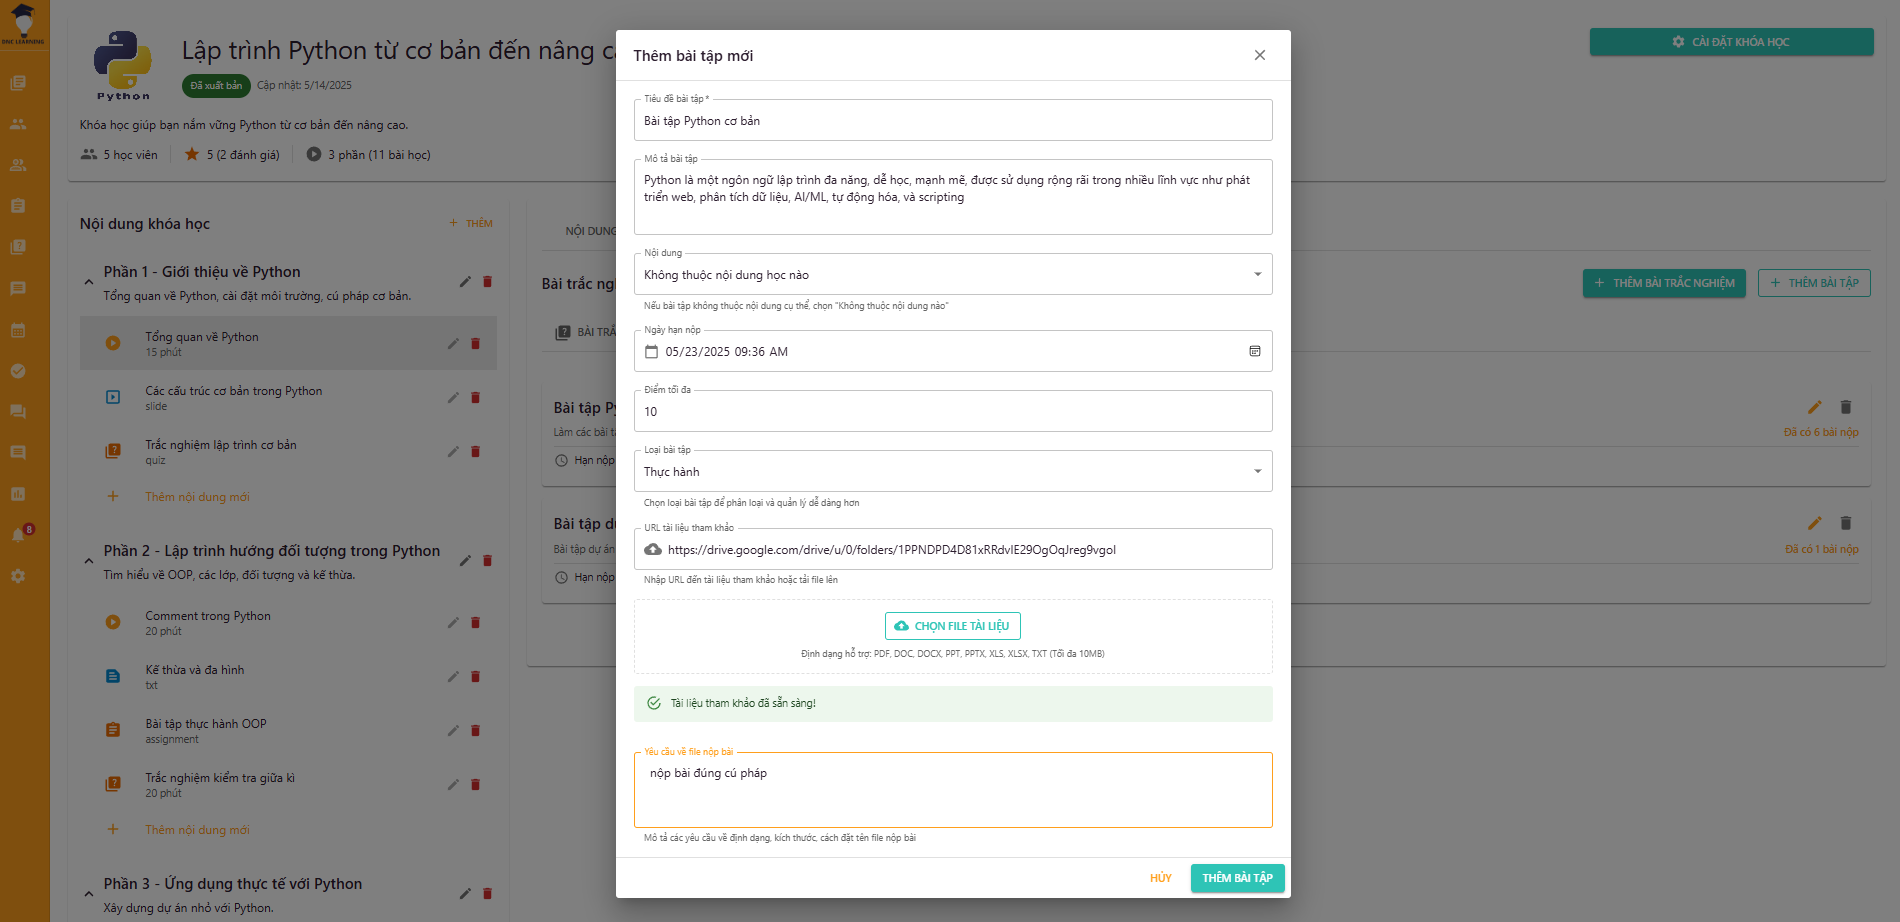 ONE LEARNING
8
Python
Lập trình Python từ cơ bản đến nâng c
Đã xuất bản
Cập nhật: 5/14/2025
Khóa học giúp bạn nắm vững Python từ cơ bản đến nâng cao.
5 học viên
5 (2 đánh giá)
3 phần (11 bài học)
CÀI ĐẶT KHÓA HỌC
Nội dung khóa học
+ THÊM
Phần 1 - Giới thiệu về Python
Tổng quan về Python, cài đặt môi trường, cú pháp cơ bản.
Tổng quan về Python
15 phút
Các cấu trúc cơ bản trong Python
slide
Trắc nghiệm lập trình cơ bản
quiz
+ Thêm nội dung mới
Phần 2 - Lập trình hướng đối tượng trong Python
Tìm hiểu về OOP, các lớp, đối tượng và kế thừa.
Comment trong Python
20 phút
Kế thừa và đa hình
txt
Bài tập thực hành OOP
assignment
Trắc nghiệm kiểm tra giữa kì
20 phút
+ Thêm nội dung mới
Phần 3 - Ứng dụng thực tế với Python
Xây dựng dự án nhỏ với Python.
NỘI DUNG
Bài trắc ng
+ THÊM BÀI TRẮC NGHIỆM
+ THÊM BÀI TẬP
BÀI TRẮ
Bài tập P
Làm các bài t
Hạn nộp
Đã có 6 bài nộp
Bài tập d
Bài tập dự án
Hạn nộp
Đã có 1 bài nộp
Thêm bài tập mới
Tiêu đề bài tập *
Bài tập Python cơ bản
Mô tả bài tập
Python là một ngôn ngữ lập trình đa năng, dễ học, mạnh mẽ, được sử dụng rộng rãi trong nhiều lĩnh vực như phát
triển web, phân tích dữ liệu, AI/ML, tự động hóa, và scripting
Nội dung
Không thuộc nội dung học nào
Nếu bài tập không thuộc nội dung cụ thể, chọn "Không thuộc nội dung nào"
Ngày hạn nộp
05/23/2025 09:36 AM
Điểm tối đa
10
Loại bài tập
Thực hành
Chọn loại bài tập để phân loại và quản lý dễ dàng hơn
URL tài liệu tham khảo
https://drive.google.com/drive/u/0/folders/1PPNDPD4D81xRRdvIE29OgOqJreg9vgoI
Nhập URL đến tài liệu tham khảo hoặc tải file lên
CHỌN FILE TÀI LIỆU
Định dạng hỗ trợ: PDF, DOC, DOCX, PPT, PPTX, XLS, XLSX, TXT (Tối đa 10MB)
Tài liệu tham khảo đã sẵn sàng!
Yêu cầu về file nộp bài
nộp bài đúng cú pháp
Mô tả các yêu cầu về định dạng, kích thước, cách đặt tên file nộp bài
HỦY
THÊM BÀI TẬP